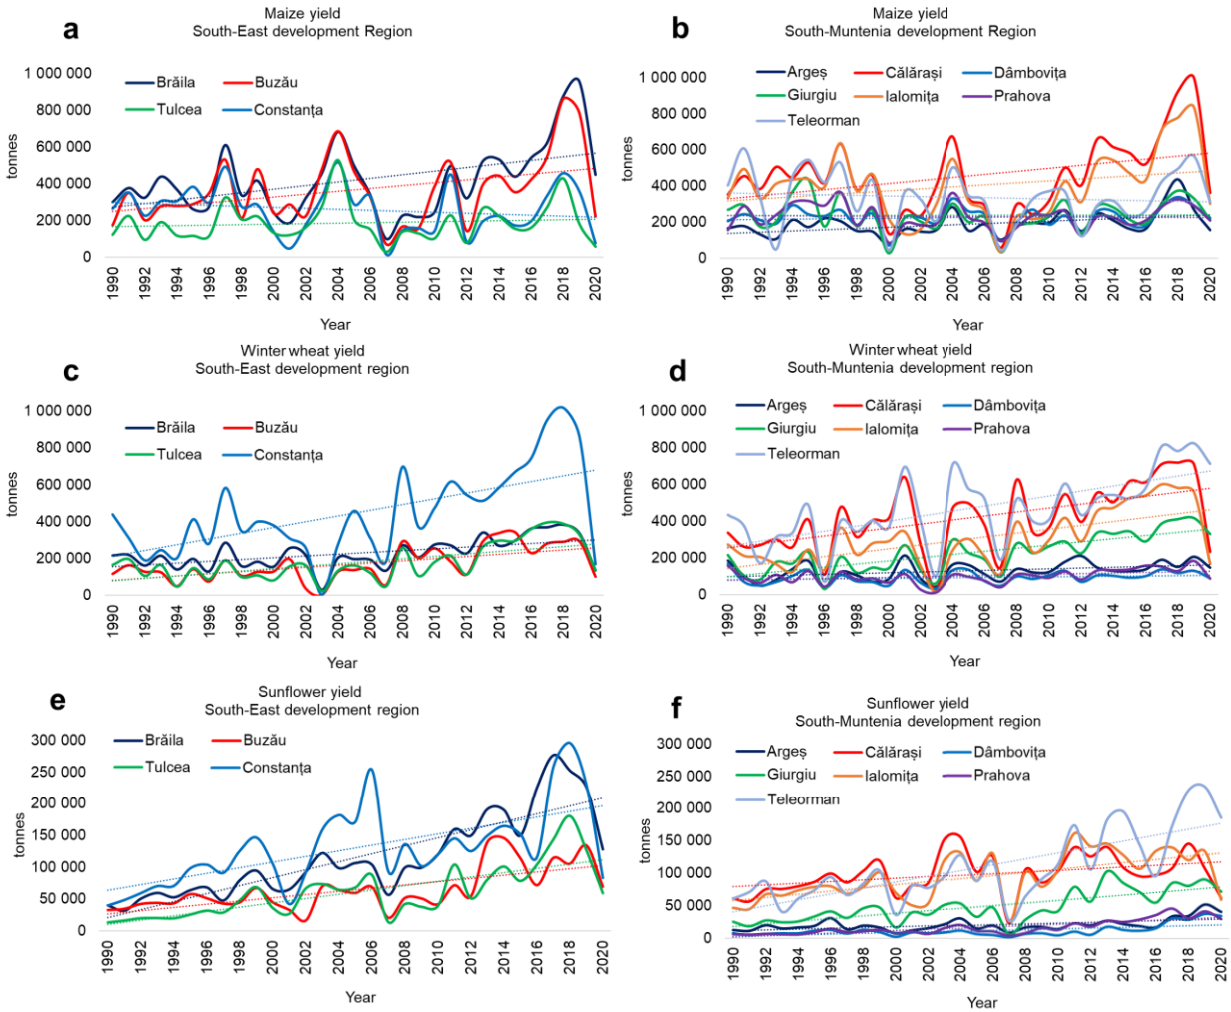 a
Maize yield
South-East development Region
Brăila
Buzău
Tulcea
Constanța
1 000 000
800 000
600 000
400 000
200 000
0
tonnes
1990 1992 1994 1996 1998 2000 2002 2004 2006 2008 2010 2012 2014 2016 2018 2020
Year
b
Maize yield
South-Muntenia development Region
Argeș Călărași Dâmbovița
Giurgiu Ialomița Prahova
Teleorman
1 000 000
800 000
600 000
400 000
200 000
0
tonnes
1990 1992 1994 1996 1998 2000 2002 2004 2006 2008 2010 2012 2014 2016 2018 2020
Year
c
Winter wheat yield
South-East development region
Brăila Buzău
Tulcea Constanța
1 000 000
800 000
600 000
400 000
200 000
0
tonnes
1990 1992 1994 1996 1998 2000 2002 2004 2006 2008 2010 2012 2014 2016 2018 2020
Year
d
Winter wheat yield
South-Muntenia development region
Argeș Călărași Dâmbovița
Giurgiu Ialomița Prahova
Teleorman
1 000 000
800 000
600 000
400 000
200 000
0
tonnes
1990 1992 1994 1996 1998 2000 2002 2004 2006 2008 2010 2012 2014 2016 2018 2020
Year
e
Sunflower yield
South-East development region
Brăila Buzău
Tulcea Constanța
300 000
250 000
200 000
150 000
100 000
50 000
0
tonnes
1990 1992 1994 1996 1998 2000 2002 2004 2006 2008 2010 2012 2014 2016 2018 2020
Year
f
Sunflower yield
South-Muntenia development region
Argeș Călărași Dâmbovița
Giurgiu Ialomița Prahova
Teleorman
300 000
250 000
200 000
150 000
100 000
50 000
0
tonnes
1990 1992 1994 1996 1998 2000 2002 2004 2006 2008 2010 2012 2014 2016 2018 2020
Year